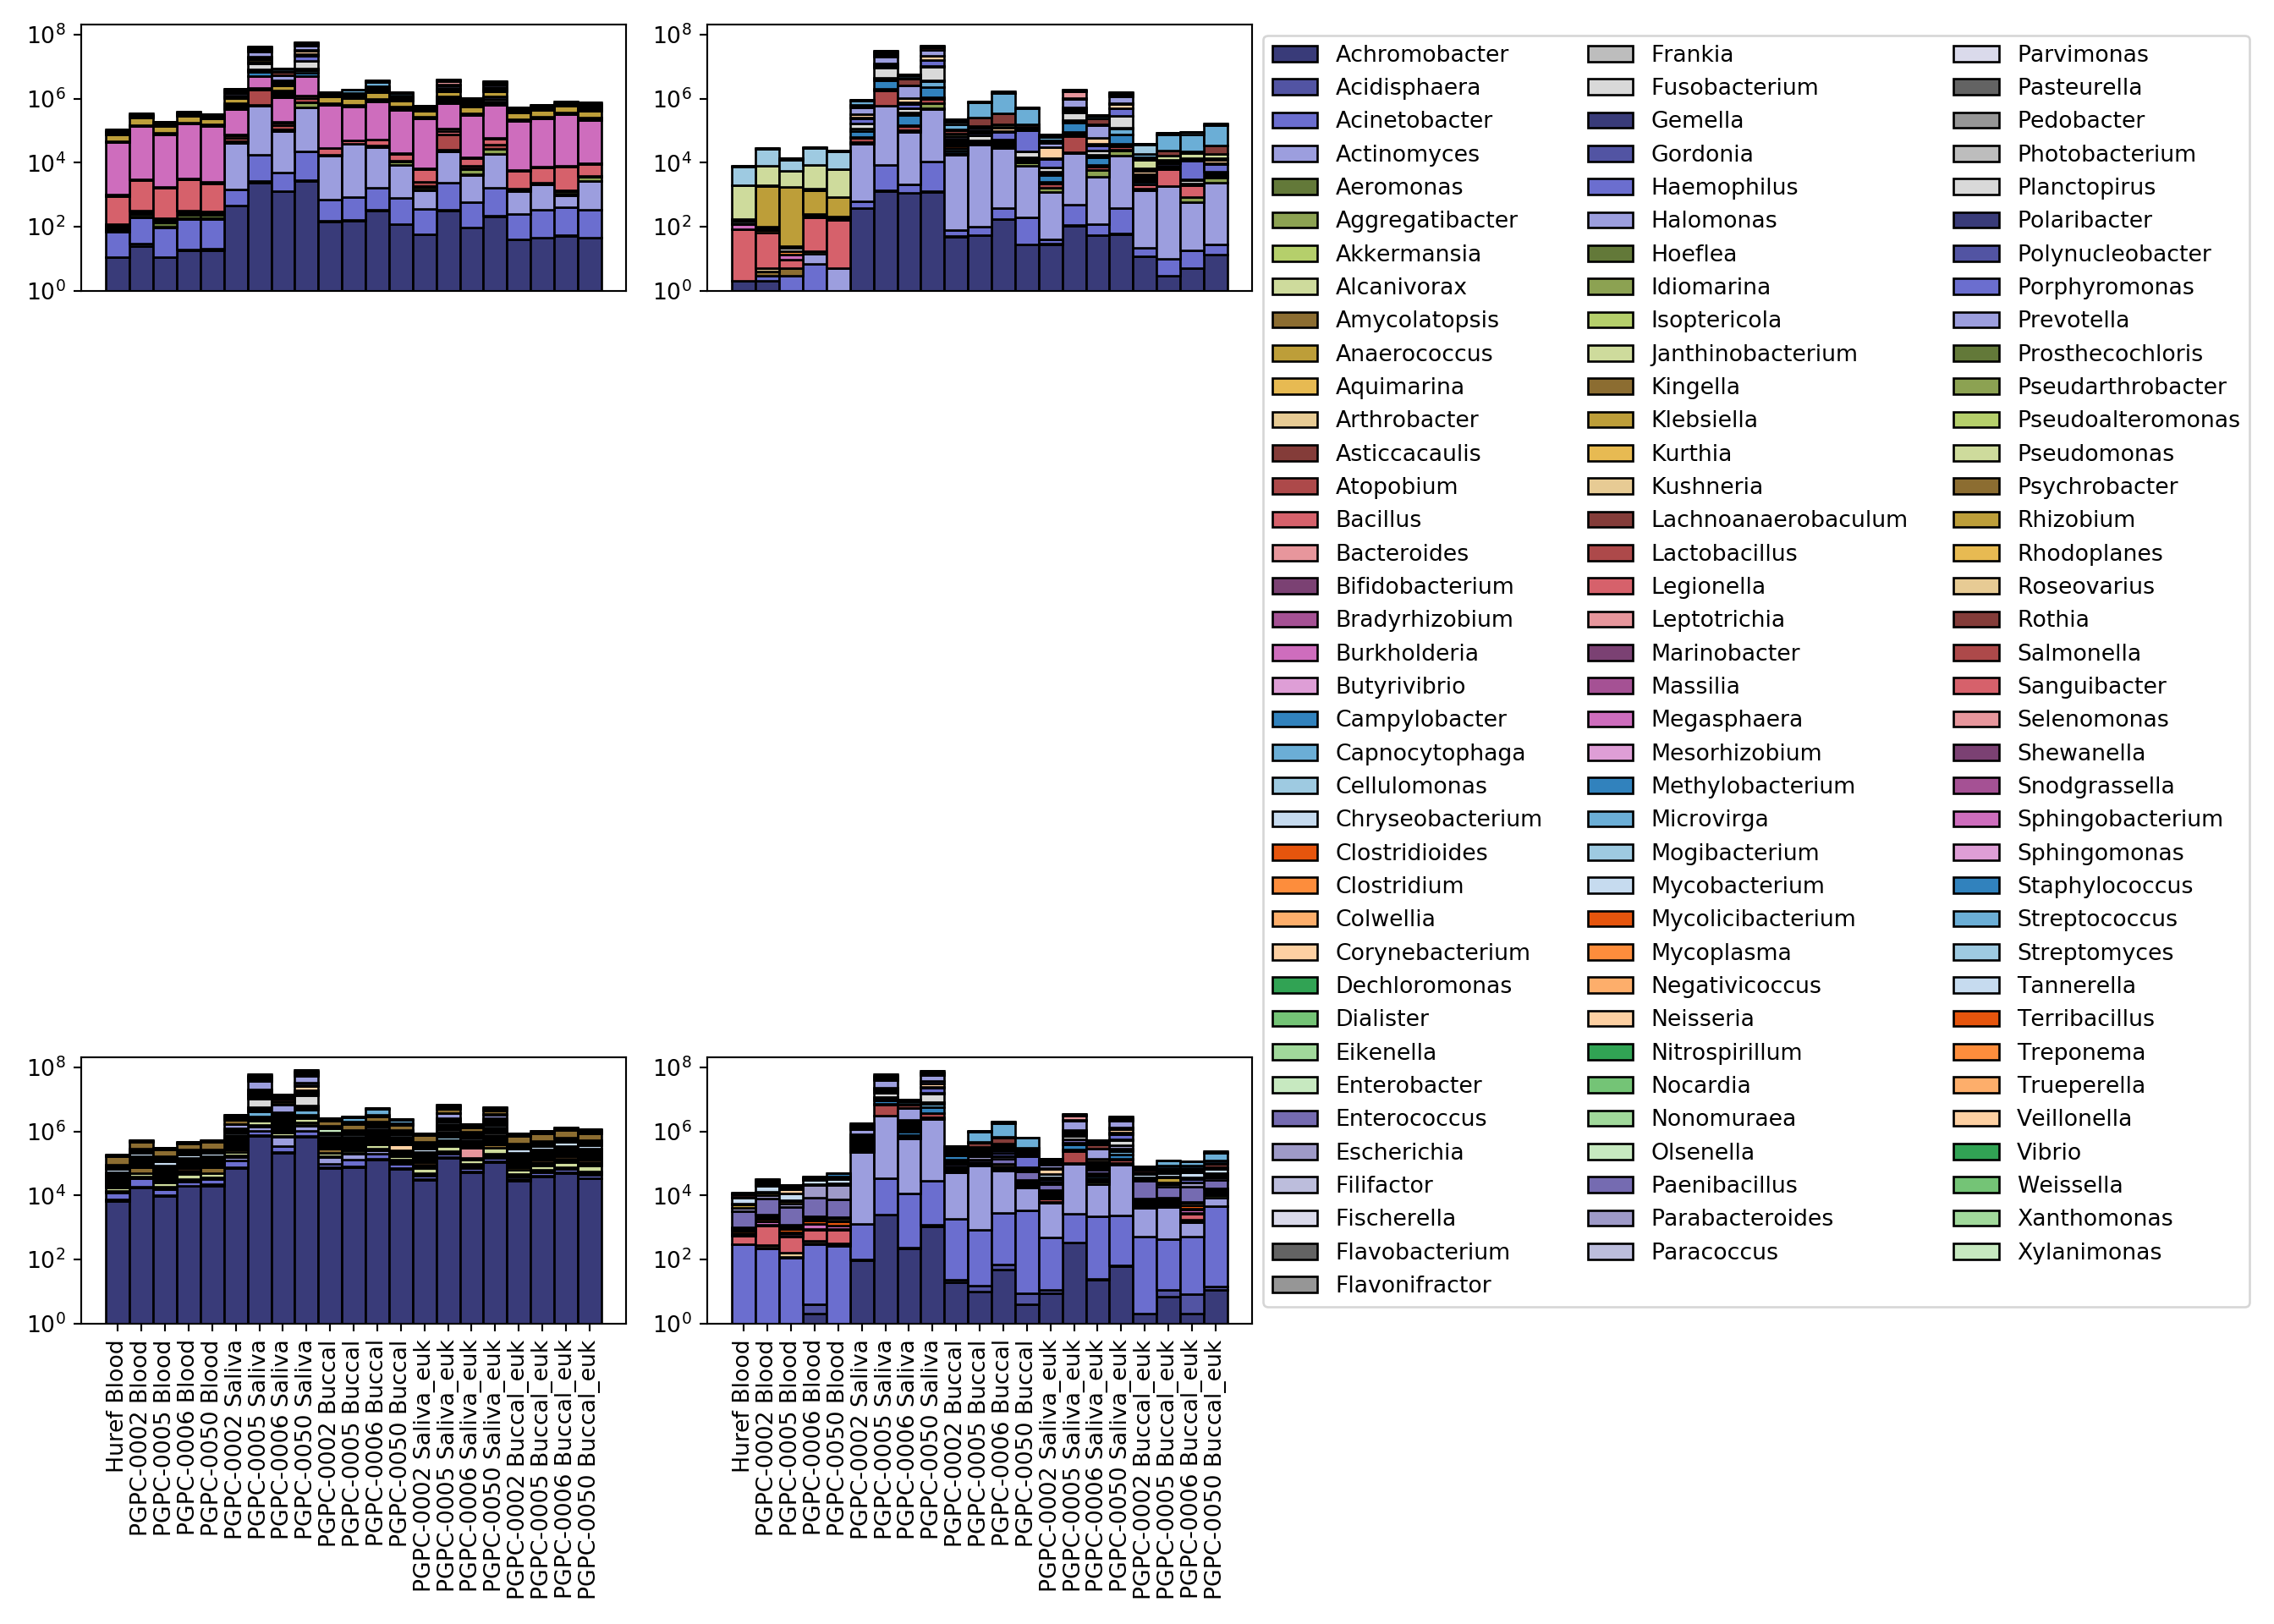 10^8
10^6
10^4
10^2
10^0
10^8
10^6
10^4
10^2
10^0
10^8
10^6
10^4
10^2
10^0
Huref Blood
PGPC-0002 Blood
PGPC-0005 Blood
PGPC-0006 Blood
PGPC-0050 Blood
PGPC-0002 Saliva
PGPC-0005 Saliva
PGPC-0006 Saliva
PGPC-0050 Saliva
PGPC-0002 Buccal
PGPC-0005 Buccal
PGPC-0006 Buccal
PGPC-0050 Buccal
PGPC-0002 Saliva_euk
PGPC-0005 Saliva_euk
PGPC-0006 Saliva_euk
PGPC-0050 Saliva_euk
PGPC-0002 Buccal_euk
PGPC-0005 Buccal_euk
PGPC-0006 Buccal_euk
PGPC-0050 Buccal_euk
10^8
10^6
10^4
10^2
10^0
Huref Blood
PGPC-0002 Blood
PGPC-0005 Blood
PGPC-0006 Blood
PGPC-0050 Blood
PGPC-0002 Saliva
PGPC-0005 Saliva
PGPC-0006 Saliva
PGPC-0050 Saliva
PGPC-0002 Buccal
PGPC-0005 Buccal
PGPC-0006 Buccal
PGPC-0050 Buccal
PGPC-0002 Saliva_euk
PGPC-0005 Saliva_euk
PGPC-0006 Saliva_euk
PGPC-0050 Saliva_euk
PGPC-0002 Buccal_euk
PGPC-0005 Buccal_euk
PGPC-0006 Buccal_euk
PGPC-0050 Buccal_euk
Achromobacter
Acidisphaera
Acinetobacter
Actinomyces
Aeromonas
Aggregatibacter
Akkermansia
Alcanivorax
Amycolatopsis
Anaerococcus
Aquimarina
Arthrobacter
Asticcacaulis
Atopobium
Bacillus
Bacteroides
Bifidobacterium
Bradyrhizobium
Burkholderia
Butyrivibrio
Campylobacter
Capnocytophaga
Cellulomonas
Chryseobacterium
Clostridioides
Clostridium
Colwellia
Corynebacterium
Dechloromonas
Dialister
Eikenella
Enterobacter
Enterococcus
Escherichia
Filifactor
Fischerella
Flavobacterium
Flavonifractor
Frankia
Fusobacterium
Gemella
Gordonia
Haemophilus
Halomonas
Hoeflea
Idiomarina
Isoptericola
Janthinobacterium
Kingella
Klebsiella
Kurthia
Kushneria
Lachnoanaerobaculum
Lactobacillus
Legionella
Leptotrichia
Marinobacter
Massilia
Megasphaera
Mesorhizobium
Methylobacterium
Microvirga
Mogibacterium
Mycobacterium
Mycolicibacterium
Mycoplasma
Negativicoccus
Neisseria
Nitrospirillum
Nocardia
Nonomuraea
Olsenella
Paenibacillus
Parabacteroides
Paracoccus
Parvimonas
Pasteurella
Pedobacter
Photobacterium
Planctopirus
Polaribacter
Polynucleobacter
Porphyromonas
Prevotella
Prosthecochloris
Pseudarthrobacter
Pseudoalteromonas
Pseudomonas
Psychrobacter
Rhizobium
Rhodoplanes
Roseovarius
Rothia
Salmonella
Sanguibacter
Selenomonas
Shewanella
Snodgrassella
Sphingobacterium
Sphingomonas
Staphylococcus
Streptococcus
Streptomyces
Tannerella
Terribacillus
Treponema
Trueperella
Veillonella
Vibrio
Weissella
Xanthomonas
Xylanimonas